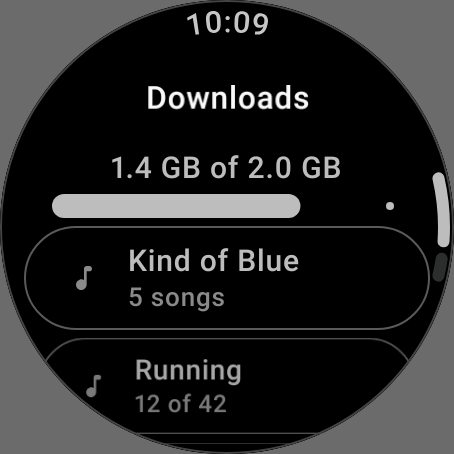 10:09
Downloads
1.4 GB of 2.0 GB
Kind of Blue
5 songs
Running
12 of 42